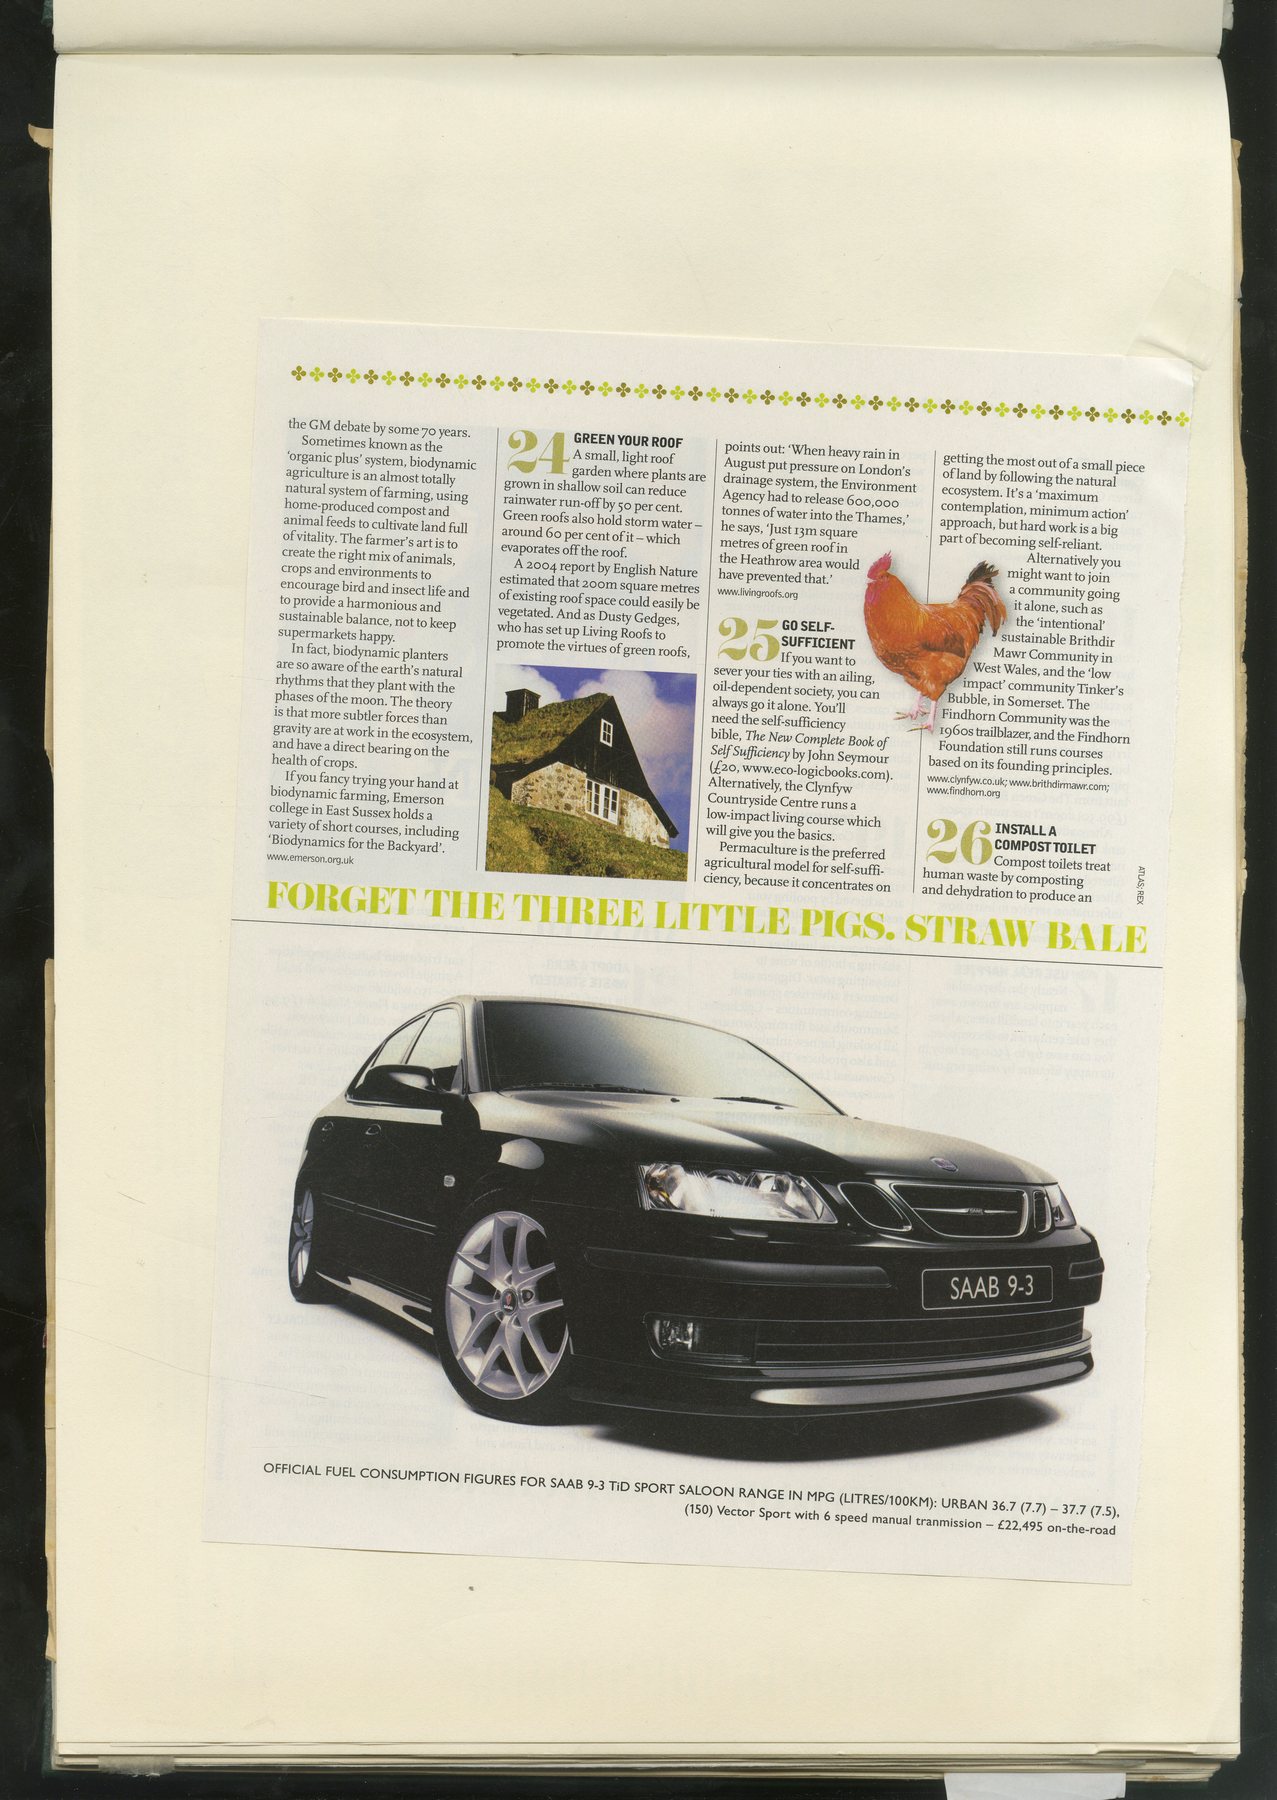 the GM debate by some 70 years.
Sometimes known as the
‘organic plus’ system, biodynamic
agriculture is an almost totally
natural system of farming, using
home-produced compost and
animal feeds to cultivate land full
of vitality. The farmer’s art is to
create the right mix of animals,
crops and environments to
encourage bird and insect life and
to provide a harmonious and
sustainable balance, not to keep
supermarkets happy.
In fact, biodynamic planters
are so aware of the earth’s natural
rhythms that they plant with the
phases of the moon. The theory
is that more subtler forces than
gravity are at work in the ecosystem,
and have a direct bearing on the
health of crops.
If you fancy trying your hand at
biodynamic farming, Emerson
college in East Sussex holds a
variety of short courses, including
‘Biodynamics for the Backyard’.
www.emerson.org.uk
24 GREEN YOUR ROOF
A small, light roof
garden where plants are
grown in shallow soil can reduce
rainwater run-off by 50 per cent.
Green roofs also hold storm water –
around 60 per cent of it – which
evaporates off the roof.
A 2004 report by English Nature
estimated that 200m square metres
of existing roof space could easily be
vegetated. And as Dusty Gedges,
who has set up Living Roofs to
promote the virtues of green roofs,
points out: ‘When heavy rain in
August put pressure on London’s
drainage system, the Environment
Agency had to release 600,000
tonnes of water into the Thames,’
he says, ‘Just 13m square
metres of green roof in
the Heathrow area would
have prevented that.’
www.livingroofs.org
25 GO SELF-
SUFFICIENT
If you want to
sever your ties with an ailing,
oil-dependent society, you can
always go it alone. You’ll
need the self-sufficiency
bible, The New Complete Book of
Self Sufficiency by John Seymour
(£20, www.eco-logicbooks.com).
Alternatively, the Clynfyw
Countryside Centre runs a
low-impact living course which
will give you the basics.
Permaculture is the preferred
agricultural model for self-suffi-
ciency, because it concentrates on
getting the most out of a small piece
of land by following the natural
ecosystem. It’s a ‘maximum
contemplation, minimum action’
approach, but hard work is a big
part of becoming self-reliant.
Alternatively you
might want to join
a community going
it alone, such as
the ‘intentional’
sustainable Brithdir
Mawr Community in
West Wales, and the ‘low
impact’ community Tinker’s
Bubble, in Somerset. The
Findhorn Community was the
1960s trailblazer, and the Findhorn
Foundation still runs courses
based on its founding principles.
www.clynfyw.co.uk; www.brithdirmawr.com;
www.findhorn.org
26 INSTALL A
COMPOST TOILET
Compost toilets treat
human waste by composting
and dehydration to produce an
ATLAS; REX
FORGET THE THREE LITTLE PIGS. STRAW BALE
SAAB 9-3
OFFICIAL FUEL CONSUMPTION FIGURES FOR SAAB 9-3 TiD SPORT SALOON RANGE IN MPG (LITRES/100KM): URBAN 36.7 (7.7) – 37.7 (7.5),
(150) Vector Sport with 6 speed manual tranmission – £22,495 on-the-road